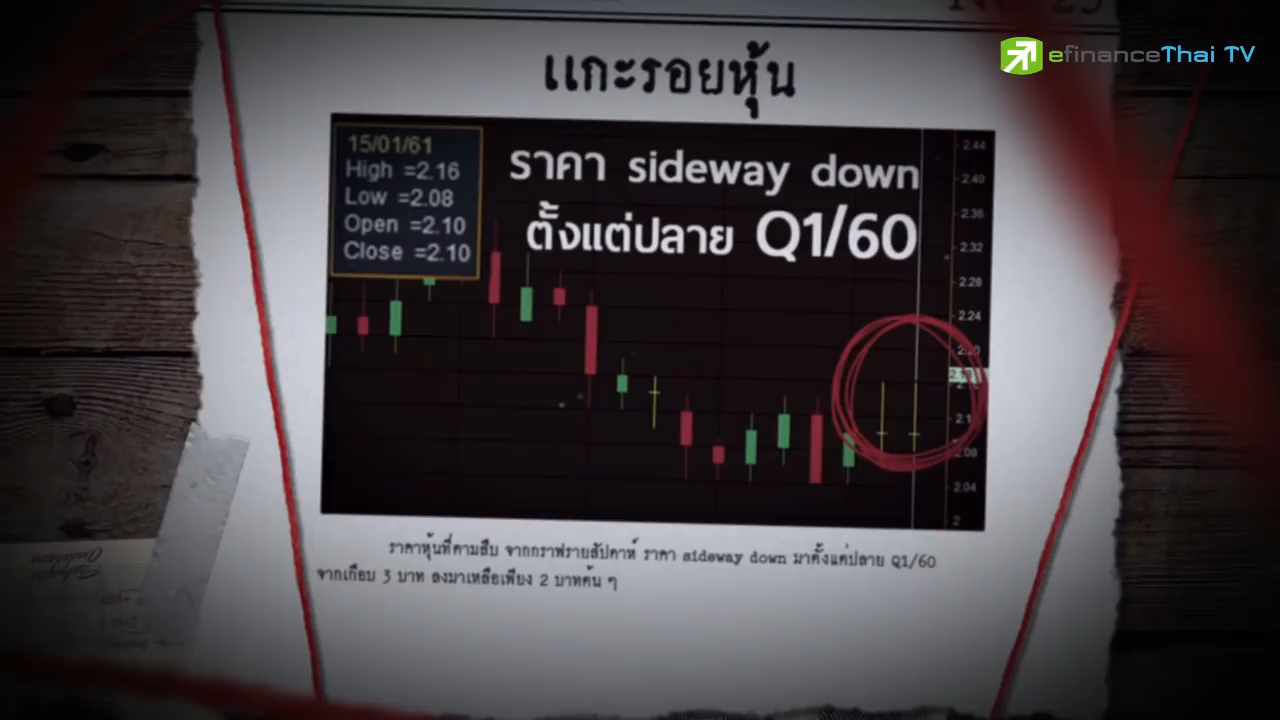 efinanceThai TV
แกะรอยหุ้น
15/01/61
High =2.16
Low =2.08
Open =2.10
Close =2.10
ราคา sideway down
ตั้งแต่ปลาย Q1/60
2.44
2.40
2.36
2.32
2.28
2.24
2.20
2.08
2.04
2
ราคาหุ้นที่ตามสืบ จากกราฟรายสัปดาห์ ราคา sideway down มาตั้งแต่ปลาย Q1/60
จากเกือบ 3 บาท ลงมาเหลือเพียง 2 บาทต้น ๆ